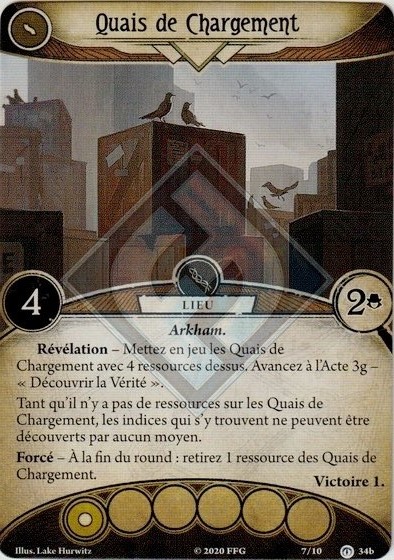 Quais de Chargement
4
LIEU
2
Arkham.
Révélation – Mettez en jeu les Quais de
Chargement avec 4 ressources dessus. Avancez à l'Acte 3g –
« Découvrir la Vérité ».
Tant qu'il n'y a pas de ressources sur les Quais de
Chargement, les indices qui s'y trouvent ne peuvent être
découverts par aucun moyen.
Forcé – À la fin du round : retirez 1 ressource des Quais de
Chargement.
Victoire 1.
Illus. Lake Hurwitz
© 2020 FFG
7/10
34b